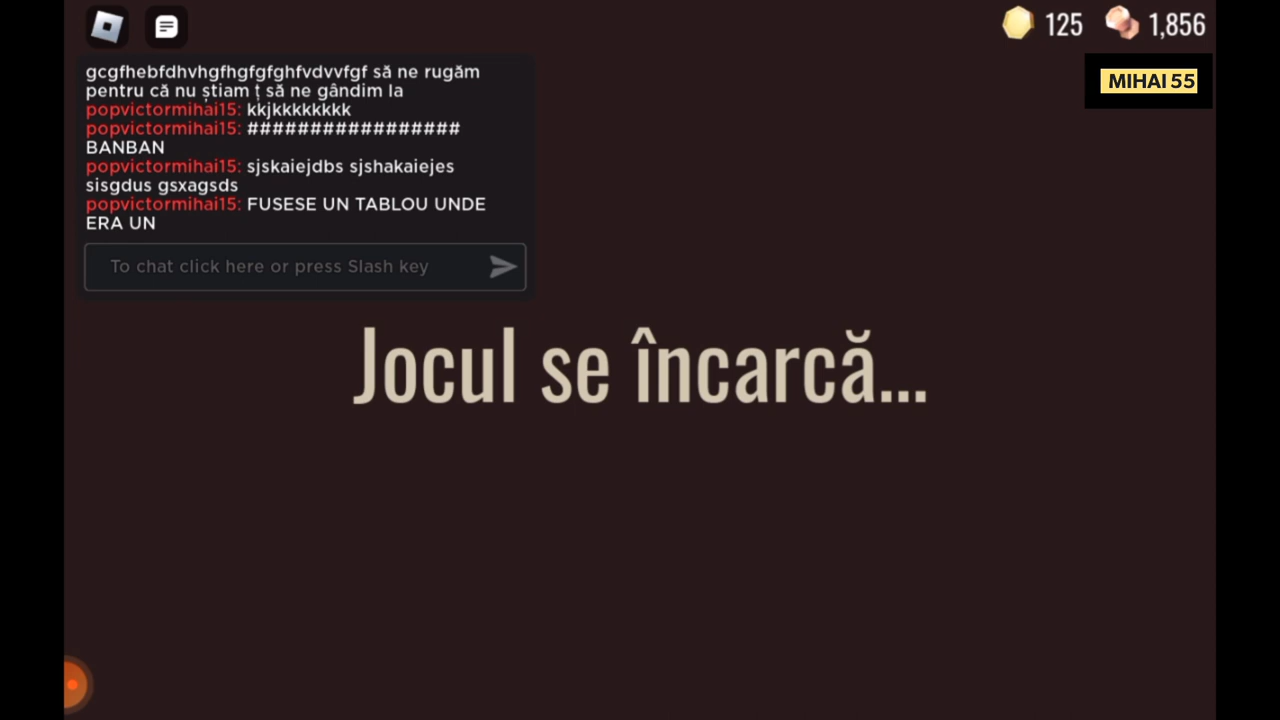 125 1,856
MIHAI 55
gcgfhebfdhvhgfhgfgfghfvdvvfgf să ne rugăm
pentru că nu știam ț să ne gândim la
popvictormihai15: kkjkkkkkkkk
popvictormihai15: #################
BANBAN
popvictormihai15: sjskaiejdbs sjshakaiejes
sisgdus gsxagsds
popvictormihai15: FUSESE UN TABLOU UNDE
ERA UN
To chat click here or press Slash key
Jocul se încarcă...